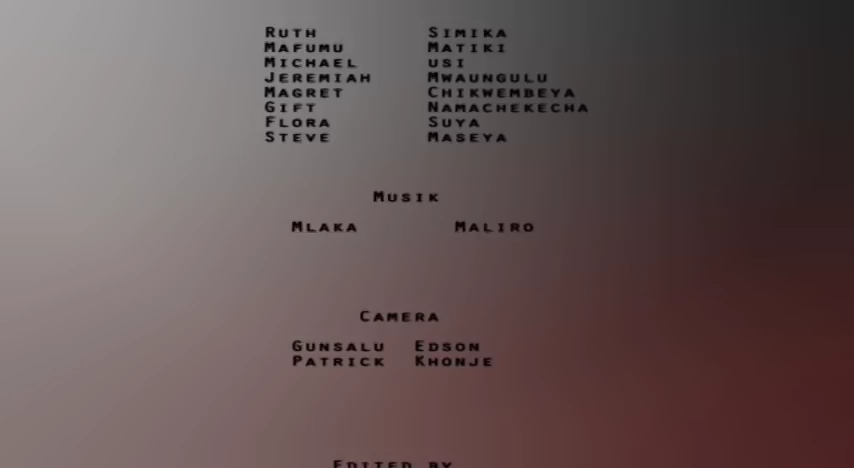 Ruth Simika
Mafumu Matiki
Michael usi
Jeremiah Mwaungulu
Magret Chikwembeya
Gift Namachekecha
Flora Suya
Steve Maseya
Musik
Mlaka Maliro
Camera
Gunsalu Edson
Patrick Khonje
Edited by